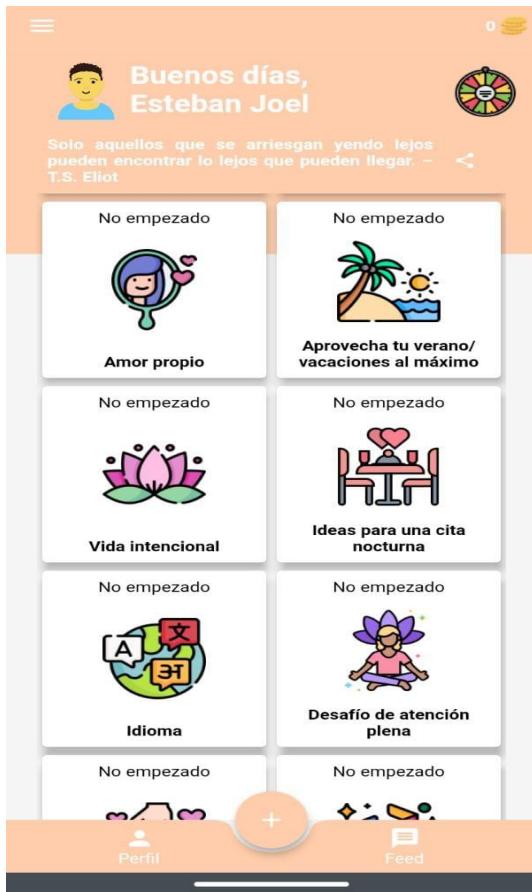 0
Buenos días,
Esteban Joel
Solo aquellos que se arriesgan yendo lejos
pueden encontrar lo lejos que pueden llegar. –
T.S. Eliot
No empezado
No empezado
Amor propio
Aprovecha tu verano/
vacaciones al máximo
No empezado
No empezado
Vida intencional
Ideas para una cita
nocturna
No empezado
No empezado
A
文
अ
Idioma
Desafío de atención
plena
No empezado
No empezado
+
Perfil
Feed